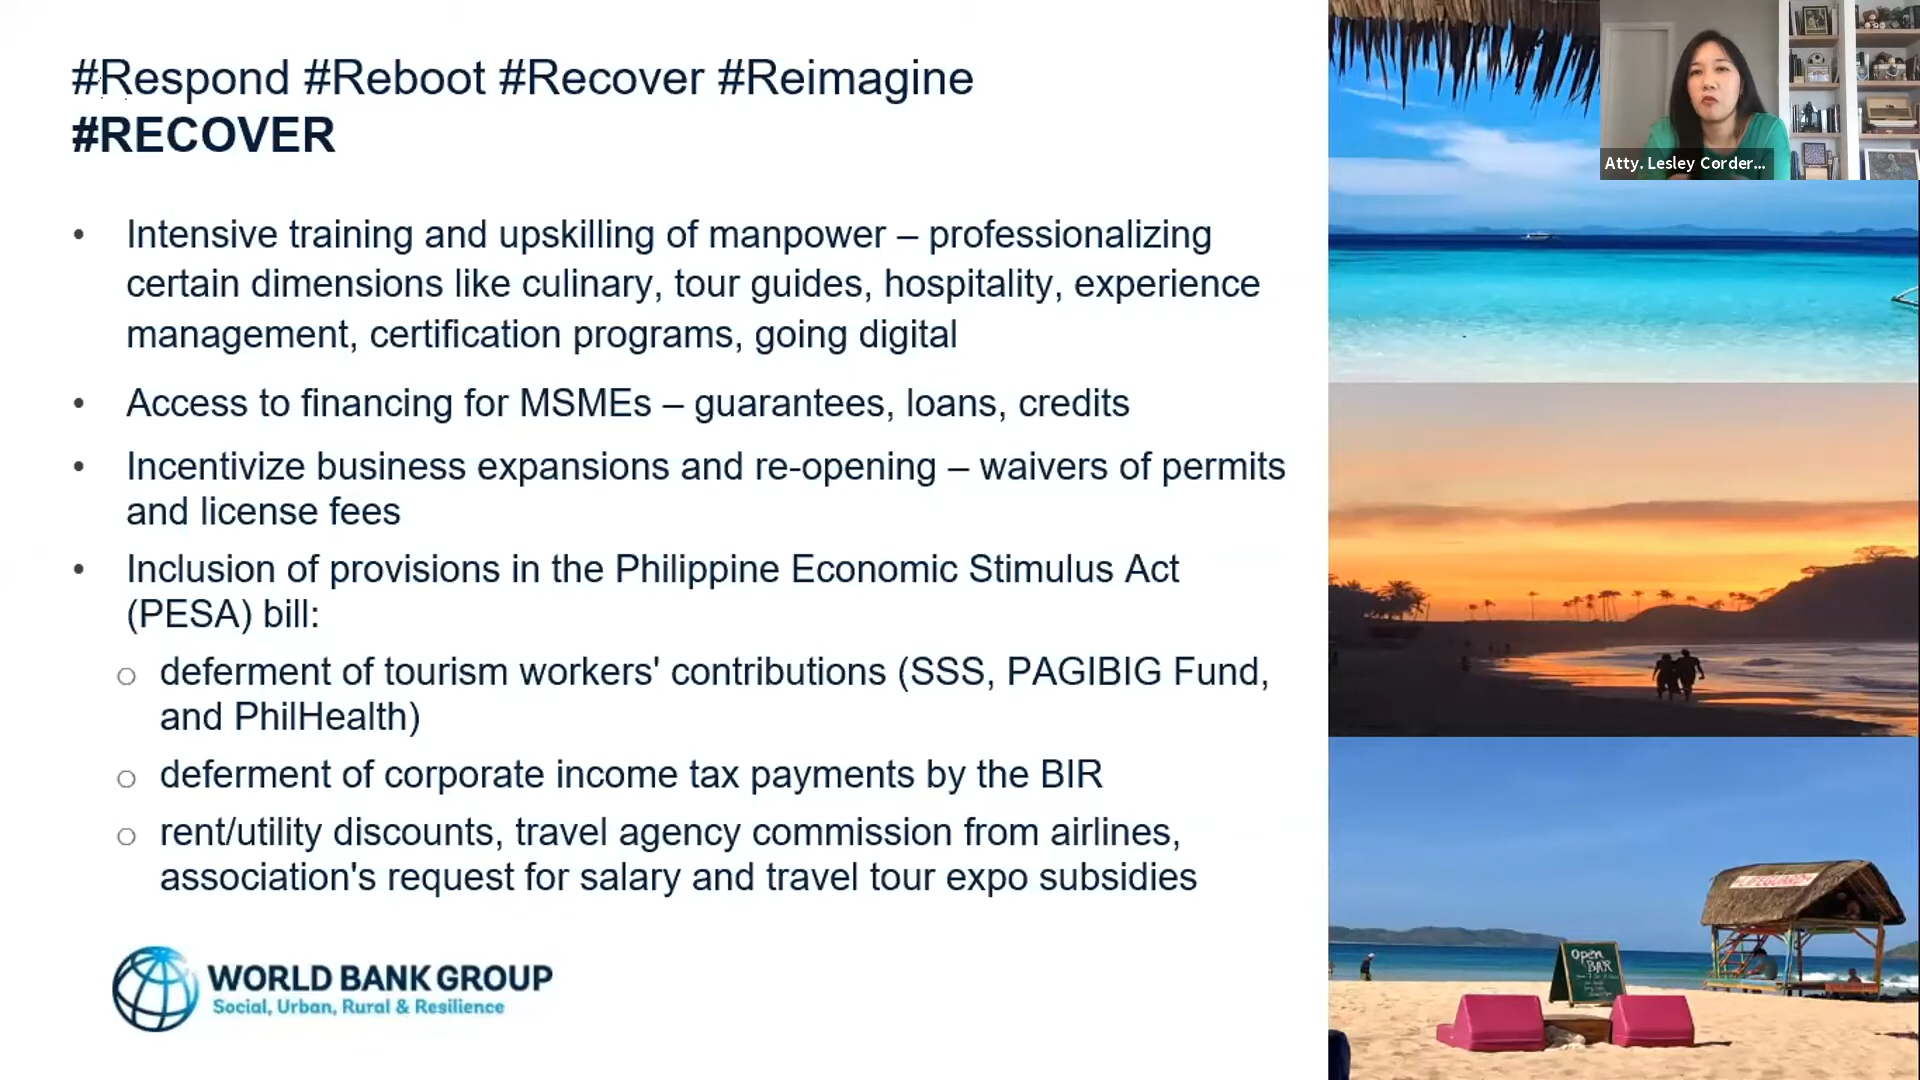 #Respond #Reboot #Recover #Reimagine
#RECOVER
Atty. Lesley Corder...
• Intensive training and upskilling of manpower – professionalizing
certain dimensions like culinary, tour guides, hospitality, experience
management, certification programs, going digital
• Access to financing for MSMEs – guarantees, loans, credits
• Incentivize business expansions and re-opening – waivers of permits
and license fees
• Inclusion of provisions in the Philippine Economic Stimulus Act
(PESA) bill:
o deferment of tourism workers' contributions (SSS, PAGIBIG Fund,
and PhilHealth)
o deferment of corporate income tax payments by the BIR
o rent/utility discounts, travel agency commission from airlines,
association's request for salary and travel tour expo subsidies
WORLD BANK GROUP
Social, Urban, Rural & Resilience
LIFEGUARD
Open
BAR